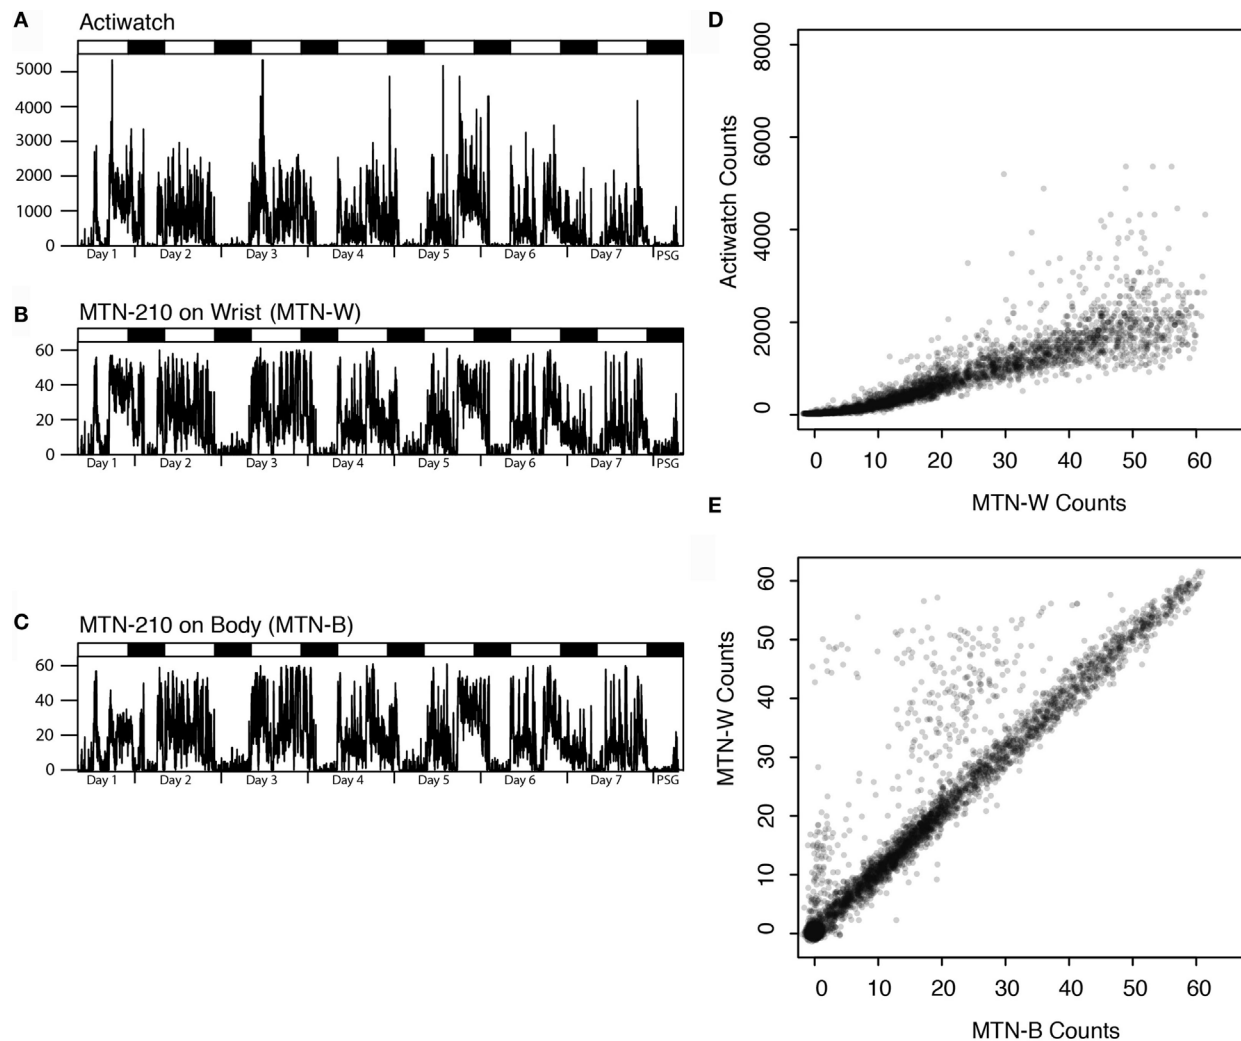 A
Actiwatch
5000
4000
3000
2000
1000
0
Day 1 Day 2 Day 3 Day 4 Day 5 Day 6 Day 7 PSG
B
MTN-210 on Wrist (MTN-W)
60
40
20
0
Day 1 Day 2 Day 3 Day 4 Day 5 Day 6 Day 7 PSG
C
MTN-210 on Body (MTN-B)
60
40
20
0
Day 1 Day 2 Day 3 Day 4 Day 5 Day 6 Day 7 PSG
D
Actiwatch Counts
8000
6000
4000
2000
0
0 10 20 30 40 50 60
MTN-W Counts
E
MTN-W Counts
60
50
40
30
20
10
0
0 10 20 30 40 50 60
MTN-B Counts